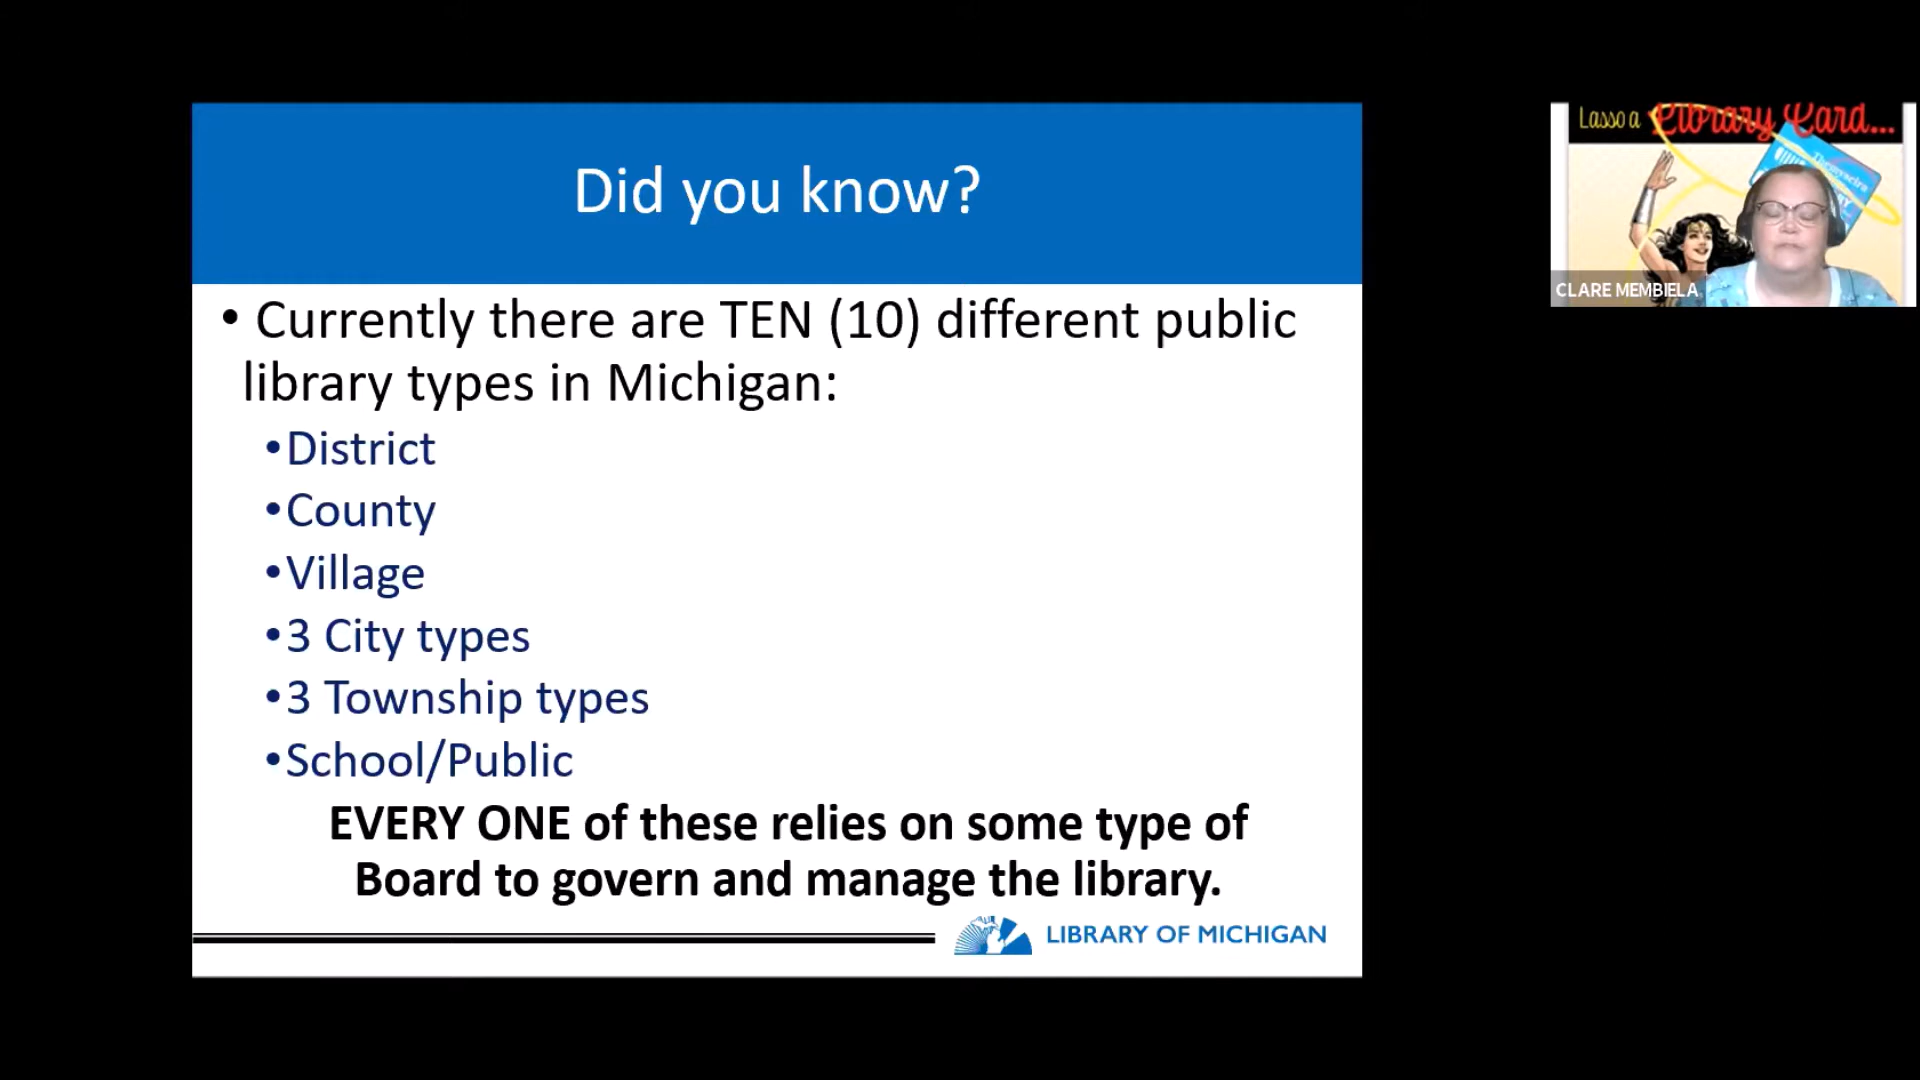 Did you know?
• Currently there are TEN (10) different public
library types in Michigan:
•District
•County
•Village
•3 City types
•3 Township types
•School/Public
EVERY ONE of these relies on some type of
Board to govern and manage the library.
LIBRARY OF MICHIGAN
Lasso a Library Card...
CLARE MEMBIELA